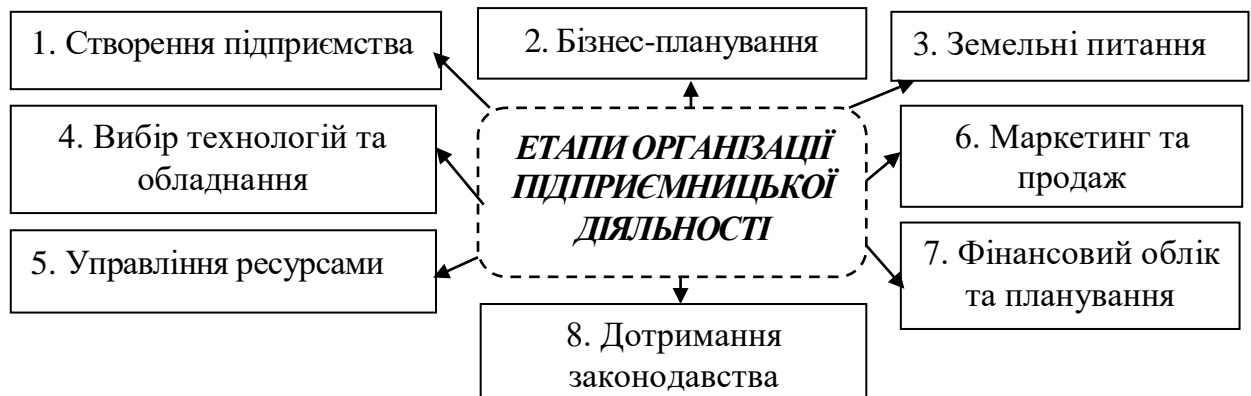 1. Створення підприємства
2. Бізнес-планування
3. Земельні питання
4. Вибір технологій та
обладнання
ЕТАПИ ОРГАНІЗАЦІЇ
ПІДПРИЄМНИЦЬКОЇ
ДІЯЛЬНОСТІ
6. Маркетинг та
продаж
5. Управління ресурсами
7. Фінансовий облік
та планування
8. Дотримання
законодавства